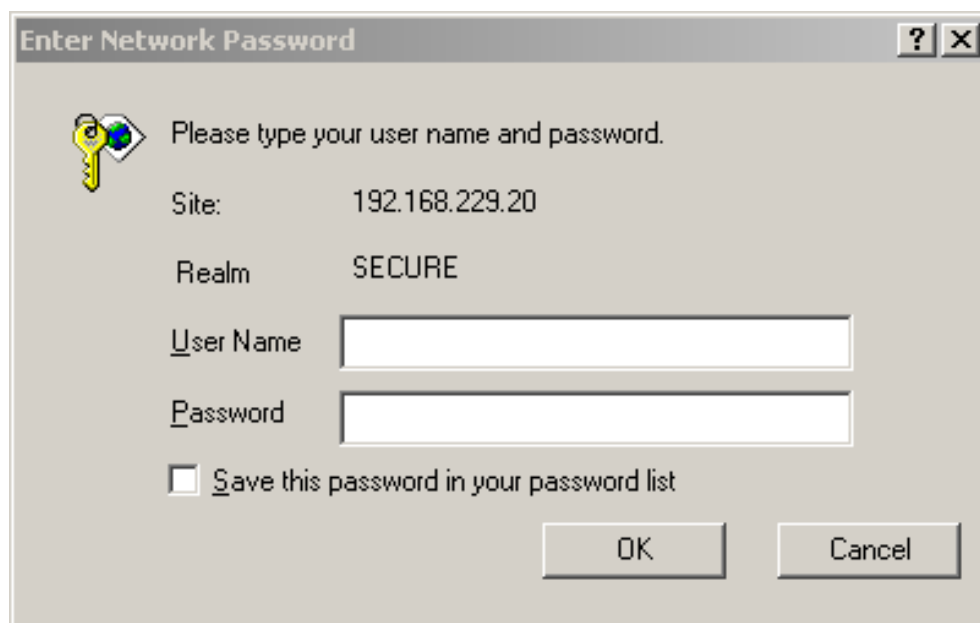 Enter Network Password
Please type your user name and password.
Site: 192.168.229.20
Realm SECURE
User Name
Password
Save this password in your password list
OK Cancel